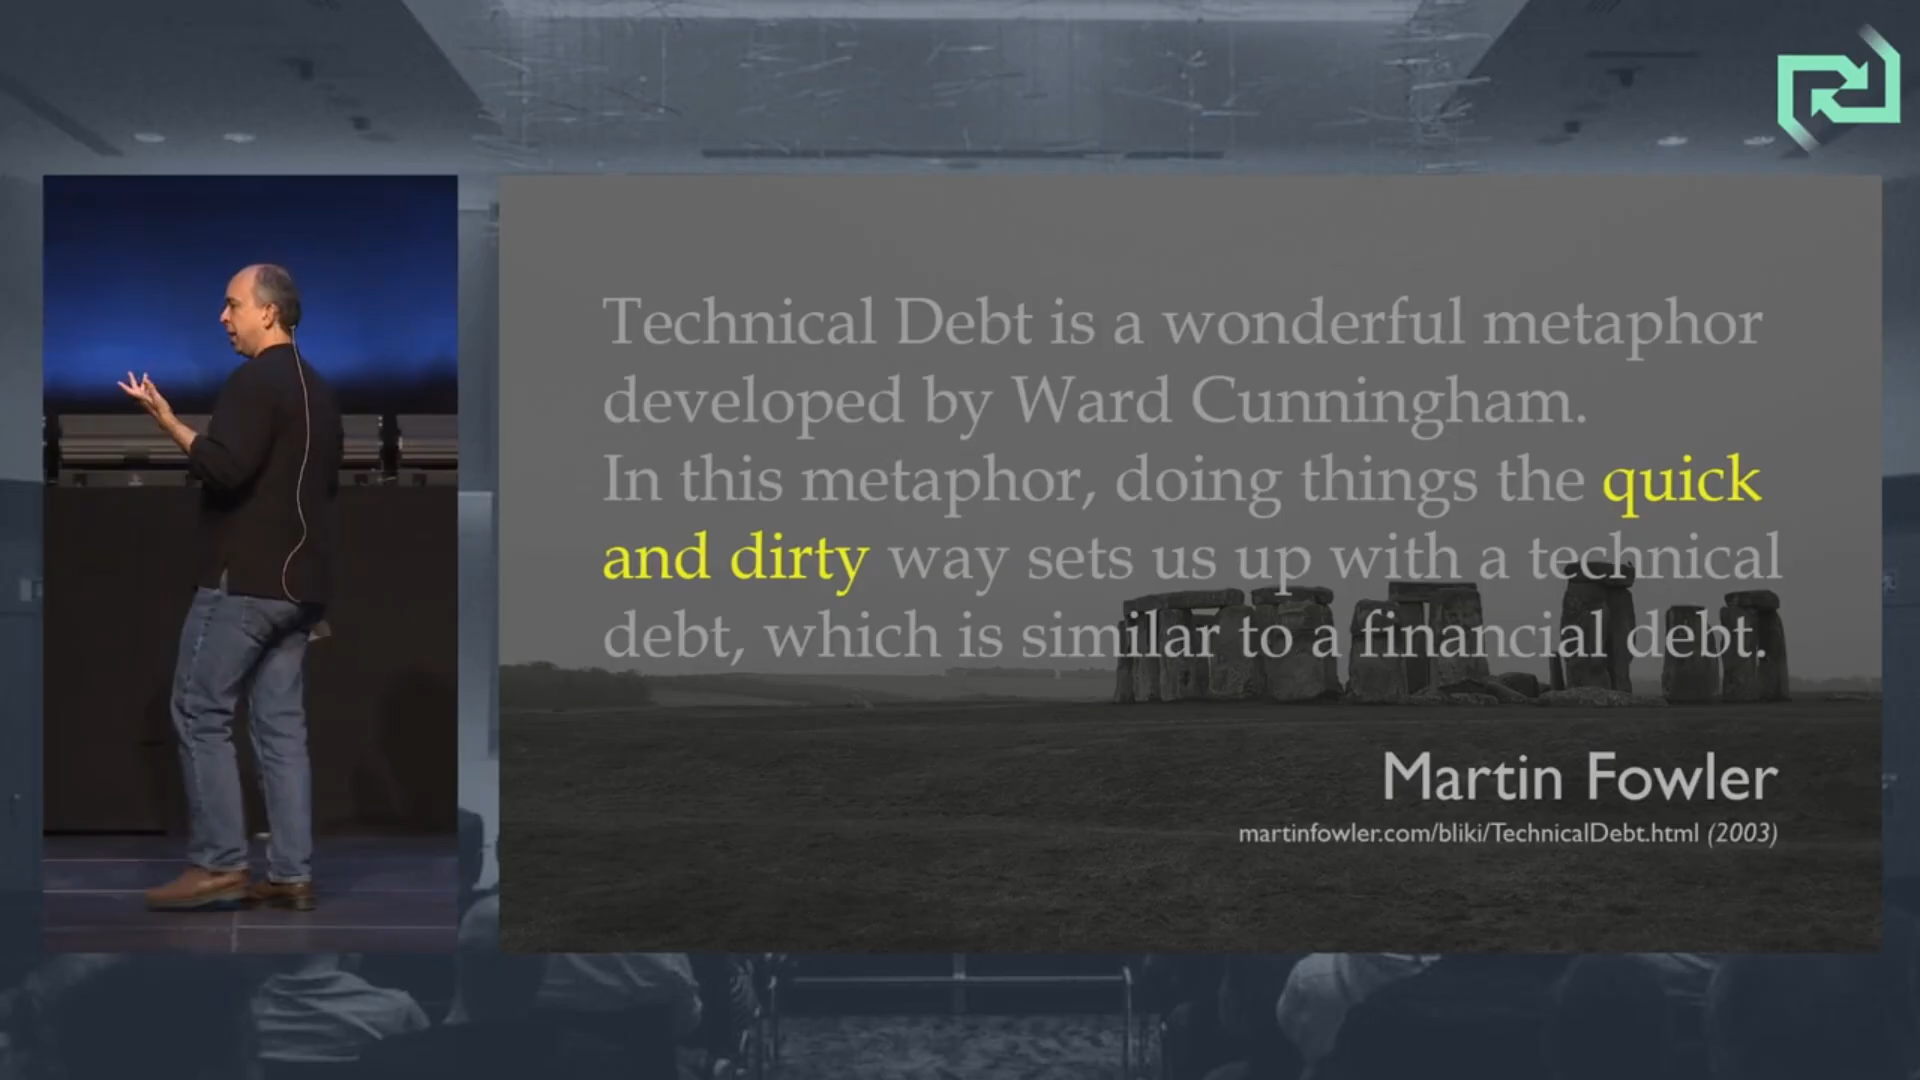 Technical Debt is a wonderful metaphor
developed by Ward Cunningham.
In this metaphor, doing things the quick
and dirty way sets us up with a technical
debt, which is similar to a financial debt.
Martin Fowler
martinfowler.com/bliki/TechnicalDebt.html (2003)